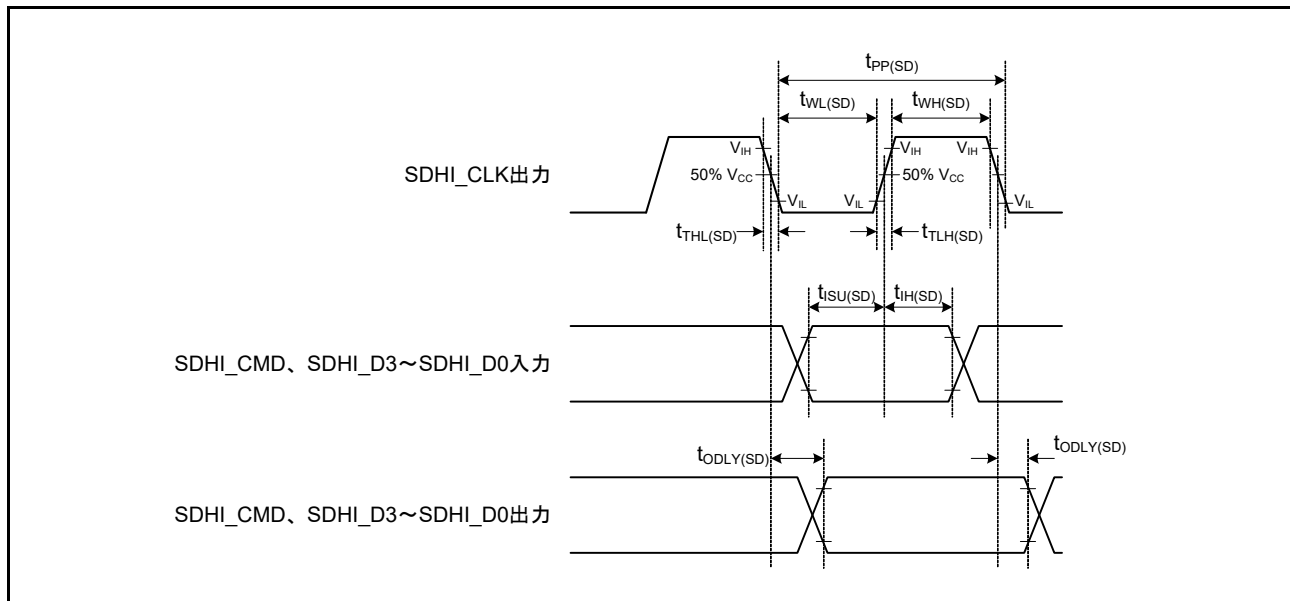 tPP(SD)
tWL(SD)
tWH(SD)
SDHI_CLK出力
VIH
50% VCC
VIL
VIL
VIH
50% VCC
VIH
VIL
tTHL(SD)
tTLH(SD)
tISU(SD)
tIH(SD)
SDHI_CMD、SDHI_D3～SDHI_D0入力
tODLY(SD)
tODLY(SD)
SDHI_CMD、SDHI_D3～SDHI_D0出力